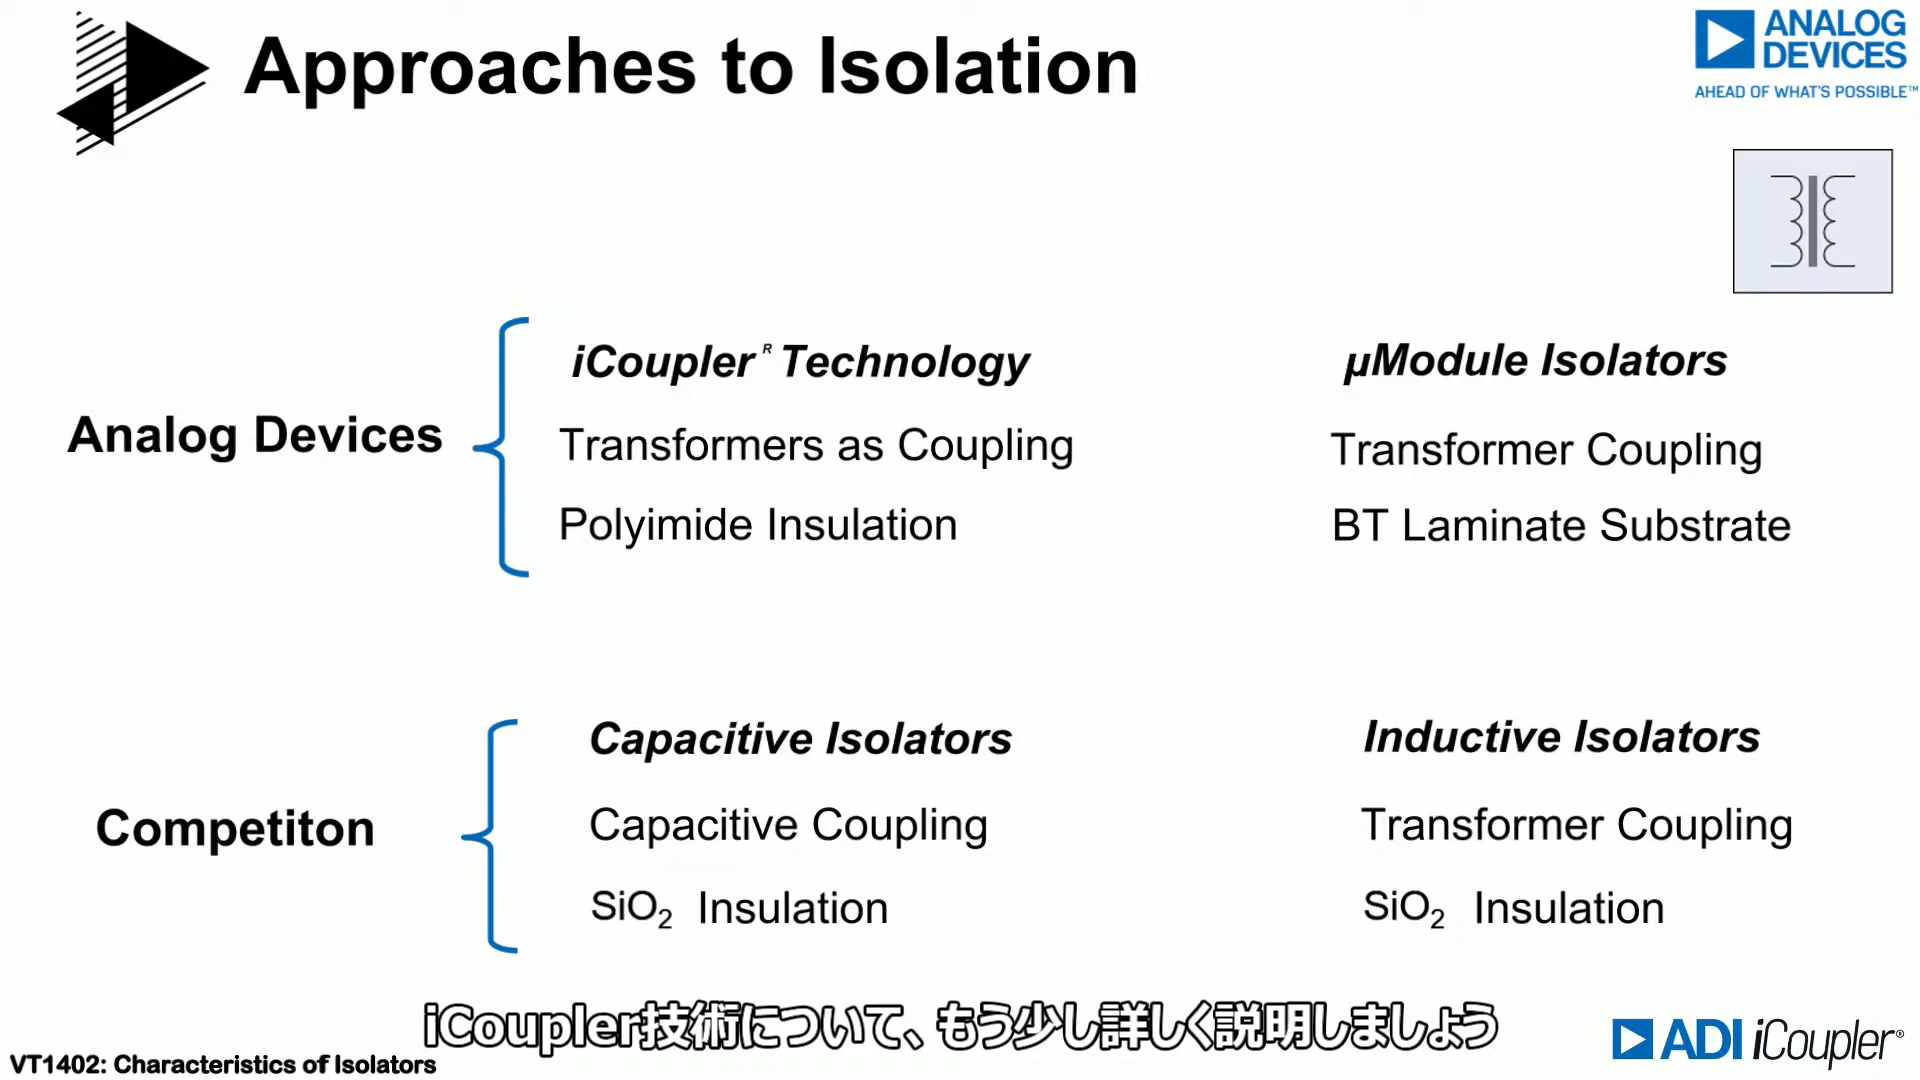 Approaches to Isolation
ANALOG
DEVICES
AHEAD OF WHAT'S POSSIBLE™
Analog Devices
iCoupler R Technology
Transformers as Coupling
Polyimide Insulation
µModule Isolators
Transformer Coupling
BT Laminate Substrate
Competiton
Capacitive Isolators
Capacitive Coupling
SiO₂ Insulation
Inductive Isolators
Transformer Coupling
SiO₂ Insulation
iCoupler技術について、もう少し詳しく説明しましょう
VT1402: Characteristics of Isolators
ADI iCoupler®